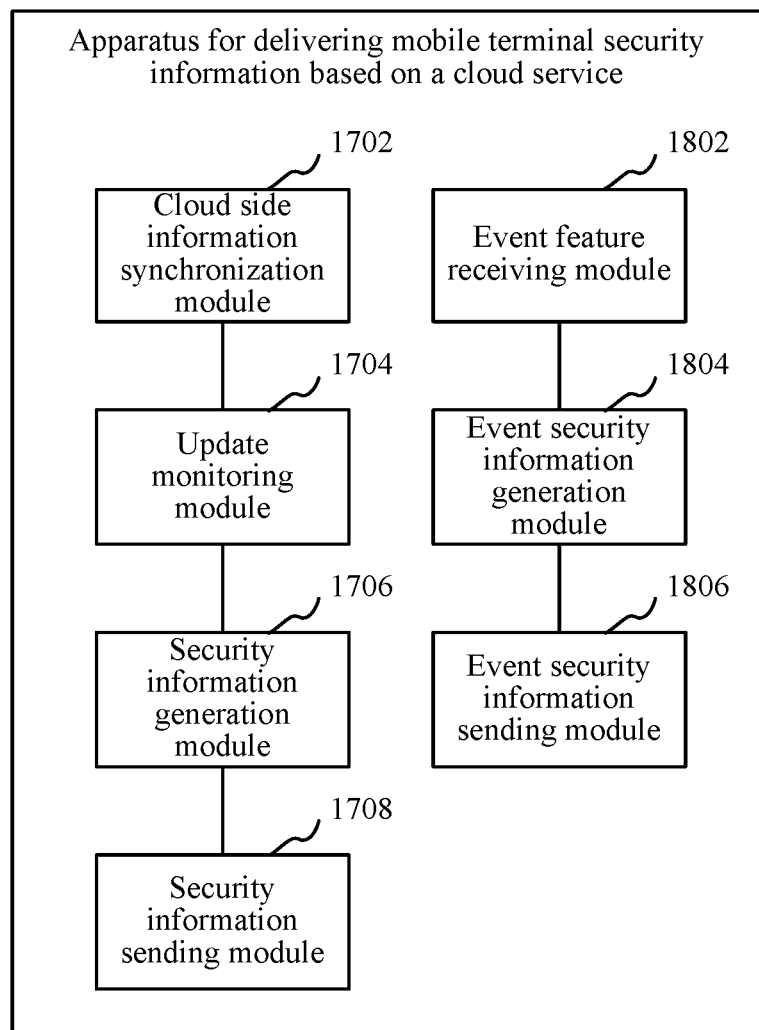 Apparatus for delivering mobile terminal security
information based on a cloud service
1702
Cloud side
information
synchronization
module
1704
Update
monitoring
module
1706
Security
information
generation
module
1708
Security
information
sending module
1802
Event feature
receiving module
1804
Event security
information
generation
module
1806
Event security
information
sending module